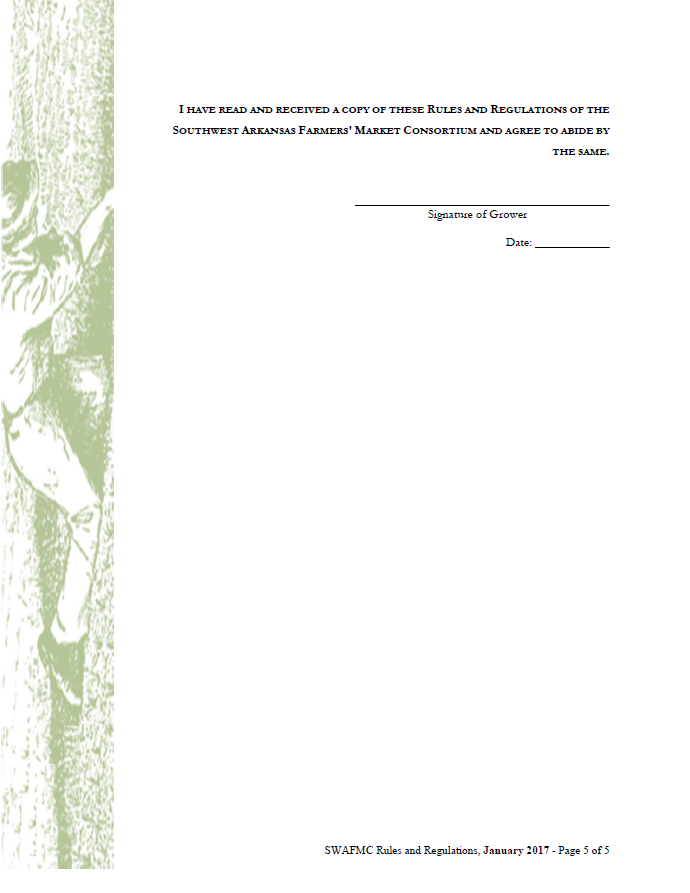 I HAVE READ AND RECEIVED A COPY OF THESE RULES AND REGULATIONS OF THE
SOUTHWEST ARKANSAS FARMERS' MARKET CONSORTIUM AND AGREE TO ABIDE BY
THE SAME.
Signature of Grower
Date: ____________
SWAFMC Rules and Regulations, January 2017 - Page 5 of 5